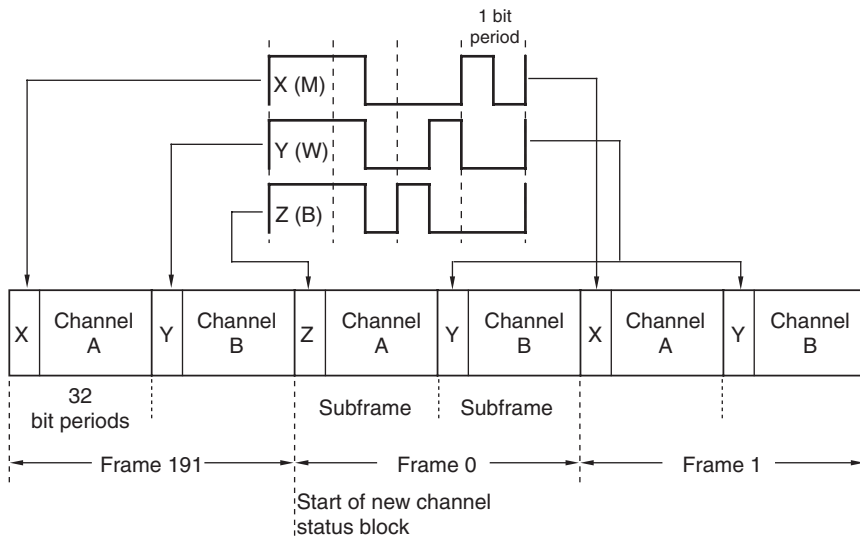 1 bit
period
X (M)
Y (W)
Z (B)
X
Channel
A
Y
Channel
B
Z
Channel
A
Y
Channel
B
X
Channel
A
Y
Channel
B
32
bit periods
Subframe
Subframe
Frame 191
Frame 0
Frame 1
Start of new channel
status block